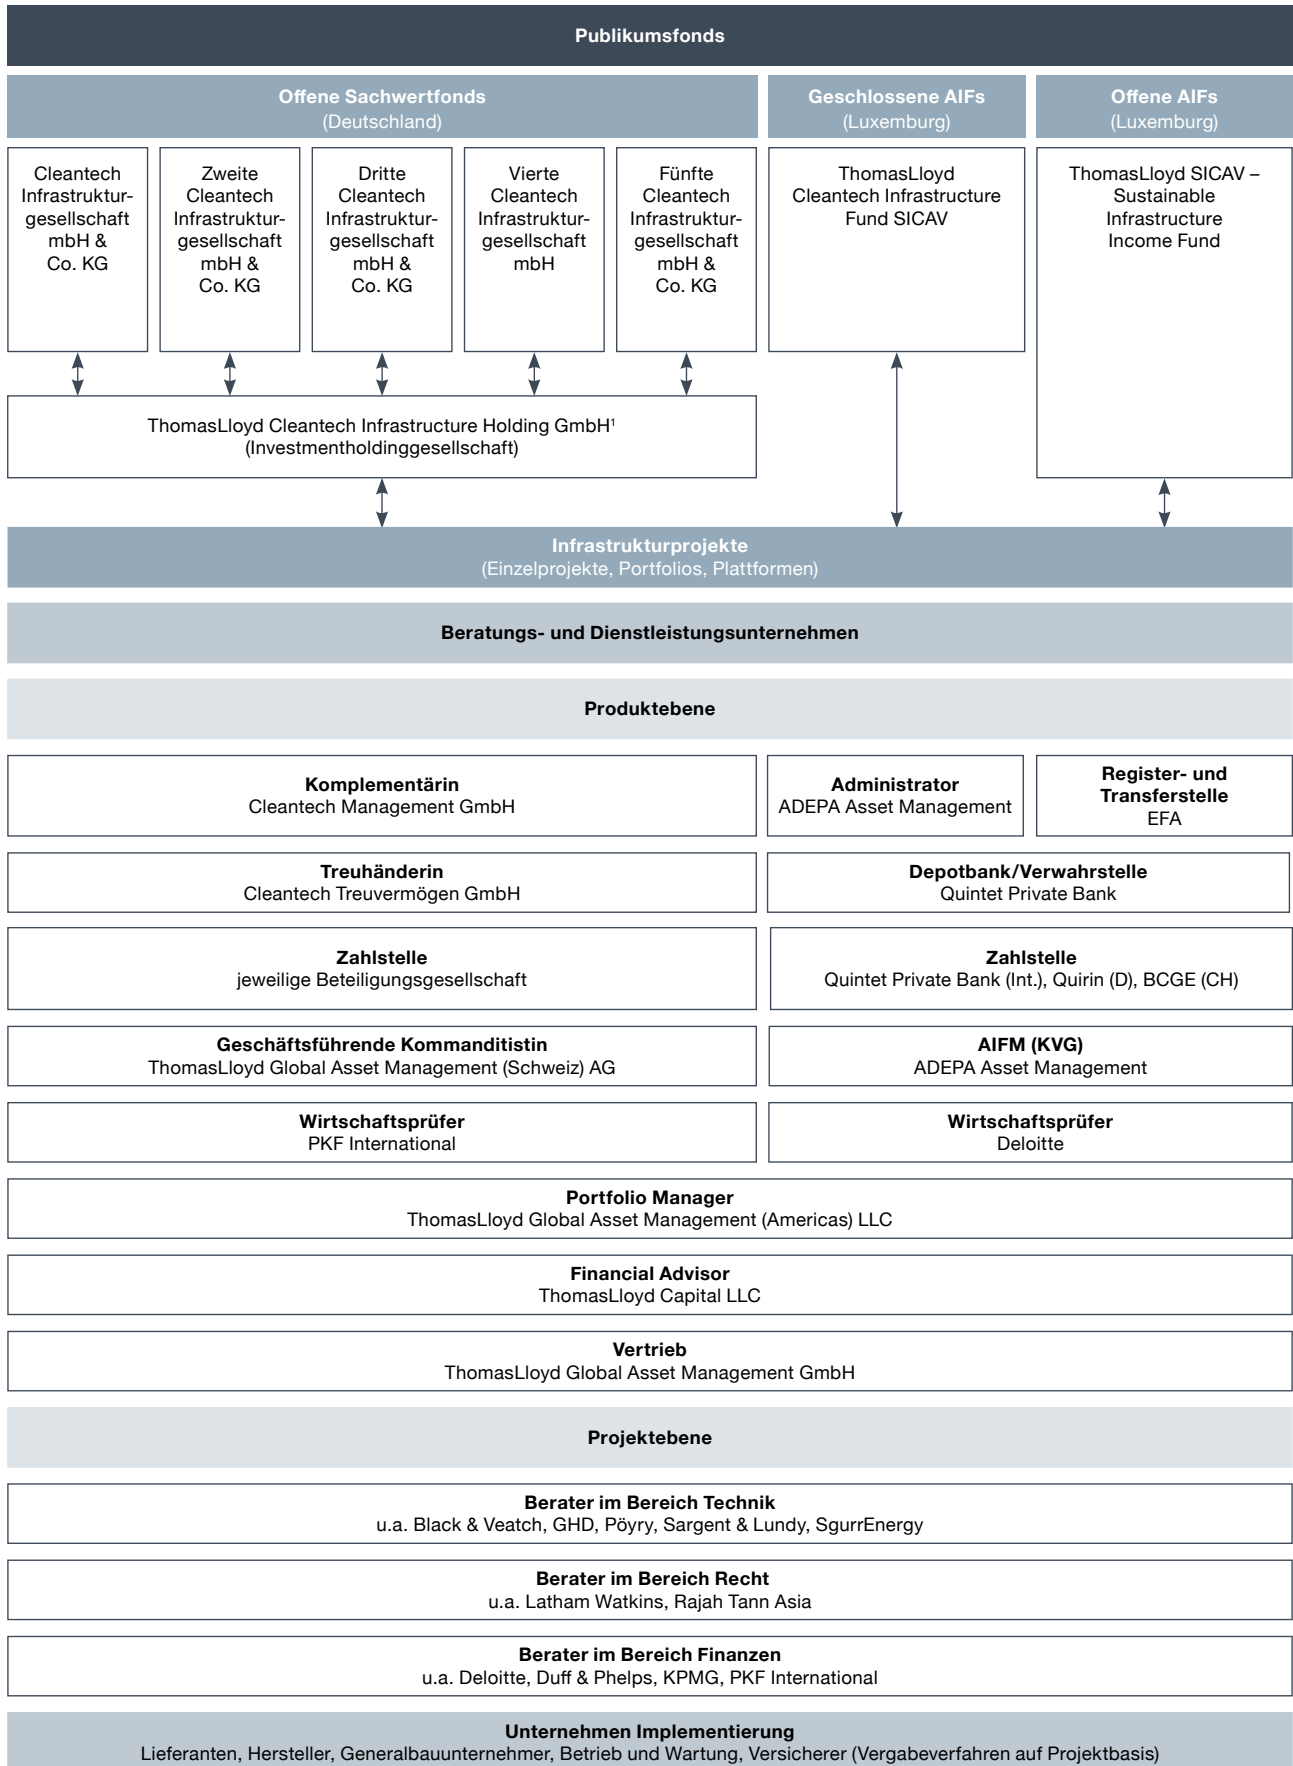 Publikumsfonds
Offene Sachwertfonds
(Deutschland)
Geschlossene AIFs
(Luxemburg)
Offene AIFs
(Luxemburg)
Cleantech
Infrastruktur-
gesellschaft
mbH &
Co. KG
Zweite
Cleantech
Infrastruktur-
gesellschaft
mbH &
Co. KG
Dritte
Cleantech
Infrastruktur-
gesellschaft
mbH &
Co. KG
Vierte
Cleantech
Infrastruktur-
gesellschaft
mbH
Fünfte
Cleantech
Infrastruktur-
gesellschaft
mbH &
Co. KG
ThomasLloyd
Cleantech Infrastructure
Fund SICAV
ThomasLloyd SICAV –
Sustainable
Infrastructure
Income Fund
ThomasLloyd Cleantech Infrastructure Holding GmbH¹
(Investmentholdinggesellschaft)
Infrastrukturprojekte
(Einzelprojekte, Portfolios, Plattformen)
Beratungs- und Dienstleistungsunternehmen
Produktebene
Komplementärin
Cleantech Management GmbH
Administrator
ADEPA Asset Management
Register- und
Transferstelle
EFA
Treuhänderin
Cleantech Treuvermögen GmbH
Depotbank/Verwahrstelle
Quintet Private Bank
Zahlstelle
jeweilige Beteiligungsgesellschaft
Zahlstelle
Quintet Private Bank (Int.), Quirin (D), BCGE (CH)
Geschäftsführende Kommanditistin
ThomasLloyd Global Asset Management (Schweiz) AG
AIFM (KVG)
ADEPA Asset Management
Wirtschaftsprüfer
PKF International
Wirtschaftsprüfer
Deloitte
Portfolio Manager
ThomasLloyd Global Asset Management (Americas) LLC
Financial Advisor
ThomasLloyd Capital LLC
Vertrieb
ThomasLloyd Global Asset Management GmbH
Projektebene
Berater im Bereich Technik
u.a. Black & Veatch, GHD, Pöyry, Sargent & Lundy, SgurrEnergy
Berater im Bereich Recht
u.a. Latham Watkins, Rajah Tann Asia
Berater im Bereich Finanzen
u.a. Deloitte, Duff & Phelps, KPMG, PKF International
Unternehmen Implementierung
Lieferanten, Hersteller, Generalbauunternehmer, Betrieb und Wartung, Versicherer (Vergabeverfahren auf Projektbasis)